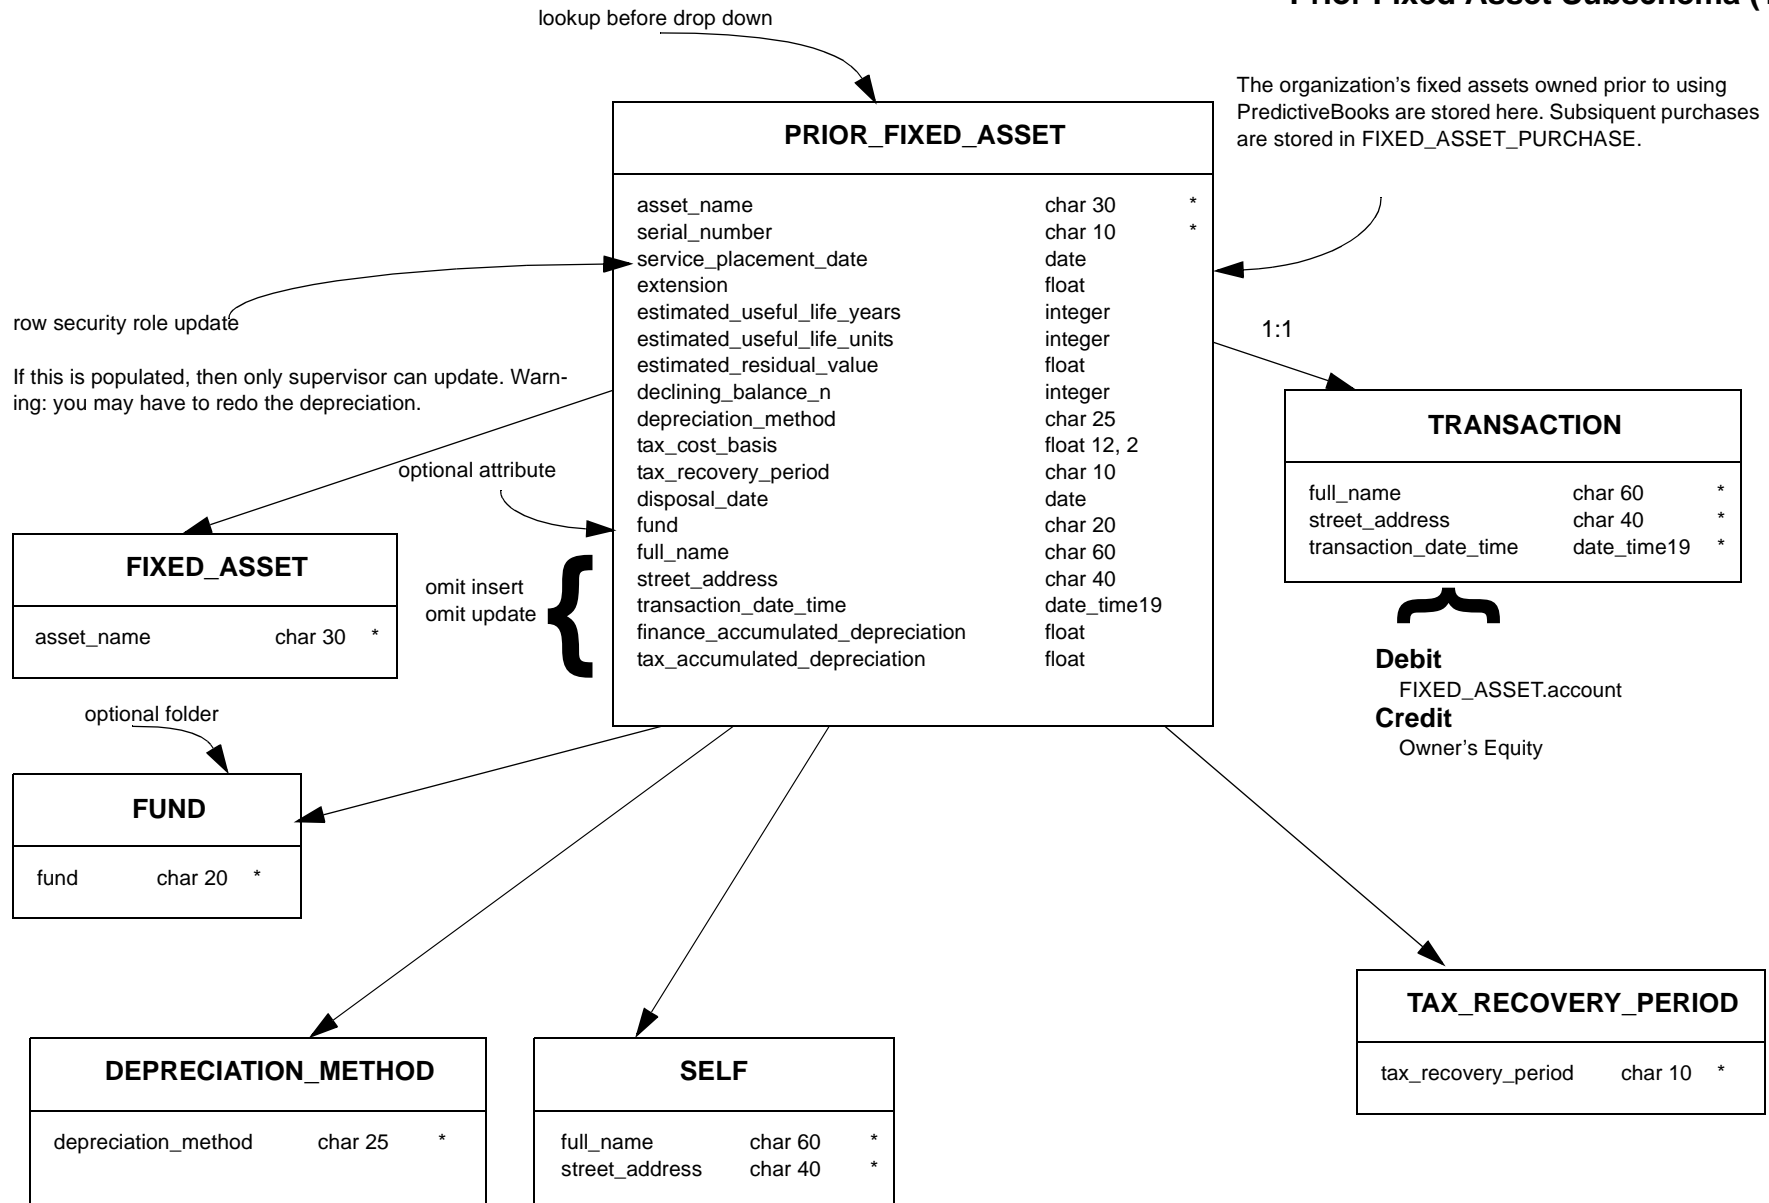 lookup before drop down
The organization’s fixed assets owned prior to using
PredictiveBooks are stored here. Subsiquent purchases
are stored in FIXED_ASSET_PURCHASE.
PRIOR_FIXED_ASSET
asset_name char 30 *
serial_number char 10 *
service_placement_date date
extension float
estimated_useful_life_years integer
estimated_useful_life_units integer
estimated_residual_value float
declining_balance_n integer
depreciation_method char 25
tax_cost_basis float 12, 2
tax_recovery_period char 10
disposal_date date
fund char 20
full_name char 60
street_address char 40
transaction_date_time date_time19
finance_accumulated_depreciation float
tax_accumulated_depreciation float
row security role update
If this is populated, then only supervisor can update. Warn-
ing: you may have to redo the depreciation.
optional attribute
omit insert
omit update
1:1
TRANSACTION
full_name char 60 *
street_address char 40 *
transaction_date_time date_time19 *
Debit
FIXED_ASSET.account
Credit
Owner’s Equity
FIXED_ASSET
asset_name char 30 *
optional folder
FUND
fund char 20 *
DEPRECIATION_METHOD
depreciation_method char 25 *
SELF
full_name char 60 *
street_address char 40 *
TAX_RECOVERY_PERIOD
tax_recovery_period char 10 *